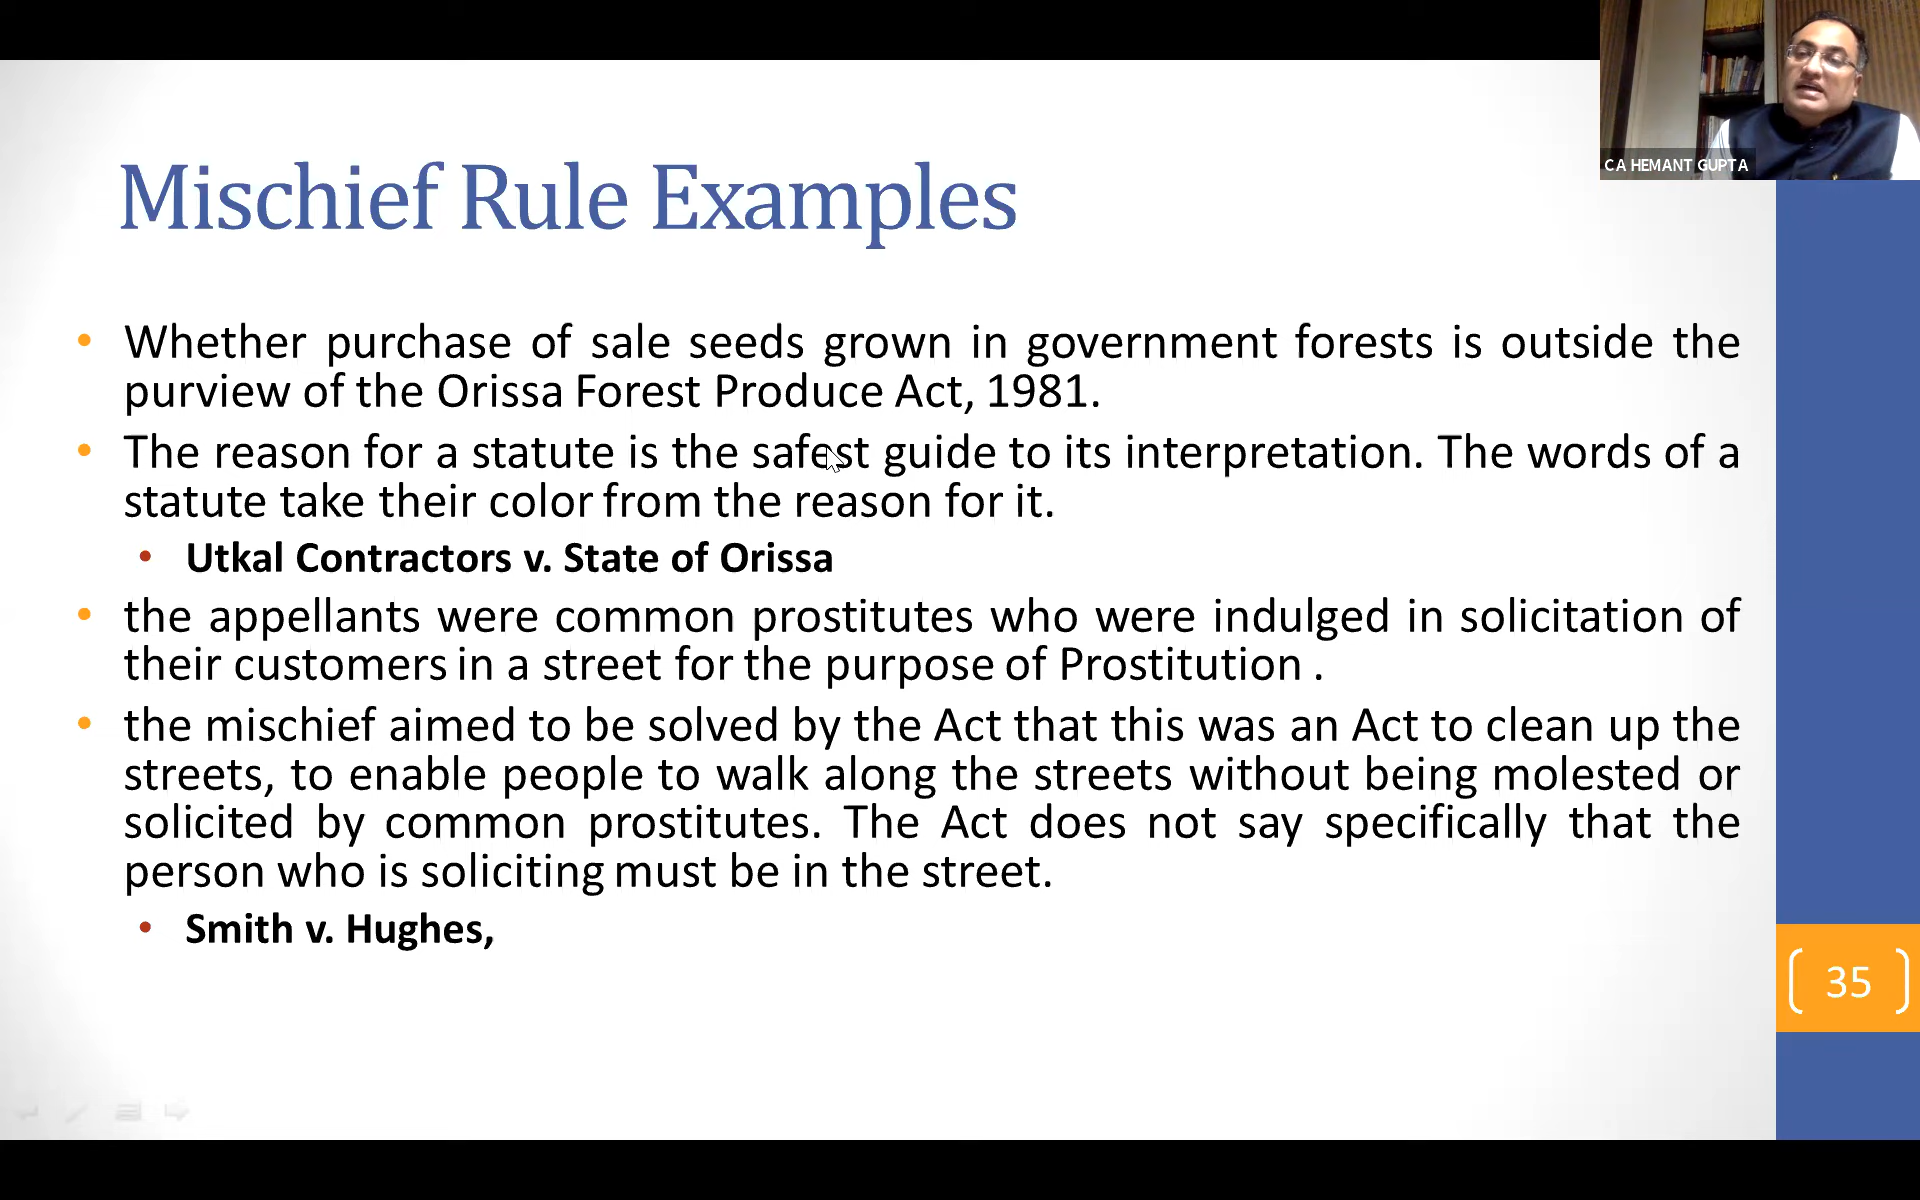 CA HEMANT GUPTA
Mischief Rule Examples
• Whether purchase of sale seeds grown in government forests is outside the
purview of the Orissa Forest Produce Act, 1981.
• The reason for a statute is the safest guide to its interpretation. The words of a
statute take their color from the reason for it.
• Utkal Contractors v. State of Orissa
• the appellants were common prostitutes who were indulged in solicitation of
their customers in a street for the purpose of Prostitution .
• the mischief aimed to be solved by the Act that this was an Act to clean up the
streets, to enable people to walk along the streets without being molested or
solicited by common prostitutes. The Act does not say specifically that the
person who is soliciting must be in the street.
• Smith v. Hughes,
35